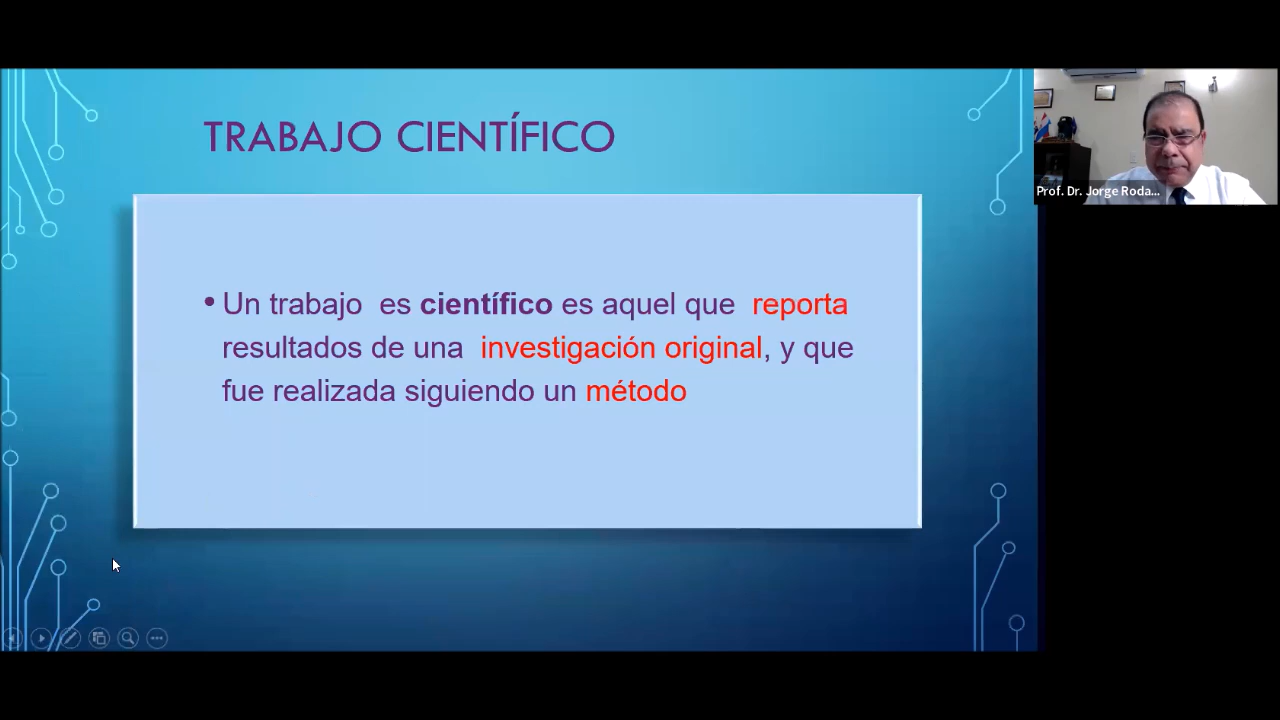 TRABAJO CIENTÍFICO
• Un trabajo  es científico es aquel que  reporta
resultados de una  investigación original, y que
fue realizada siguiendo un método
Prof. Dr. Jorge Roda...